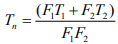 Tₙ = (F₁T₁ + F₂T₂) / F₁F₂